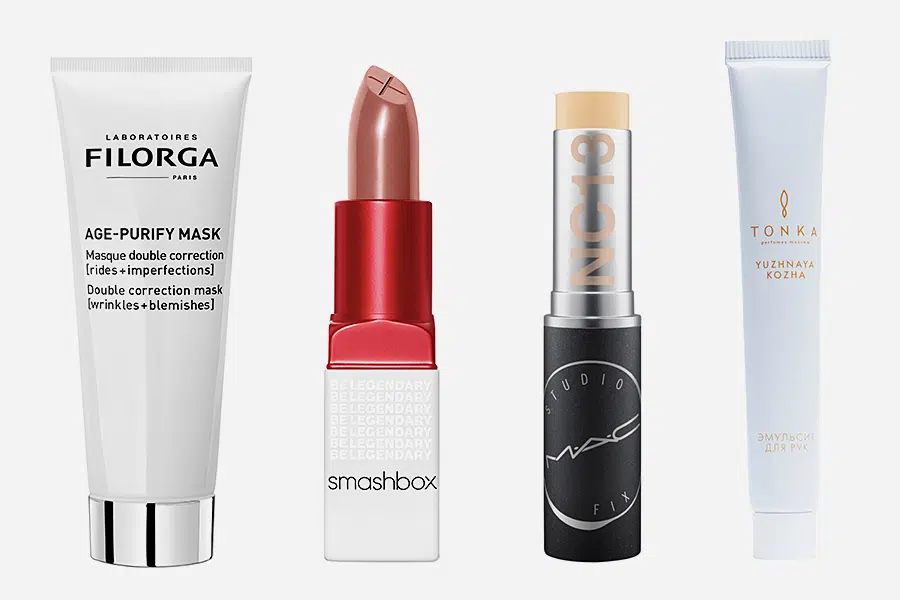 LABORATOIRES
FILORGA
PARIS
AGE-PURIFY MASK
Masque double correction
[rides+imperfections]
Double correction mask
[wrinkles+blemishes]
BE LEGENDARY
BE LEGENDARY
BE LEGENDARY
BE LEGENDARY
BE LEGENDARY
BE LEGENDARY
BE LEGENDARY
smashbox
NC13
STUDIO
MAC
FIX
TONKA
perfumes moscow
YUZHNAYA
KOZHA
ЭМУЛЬСИЯ
ДЛЯ РУК